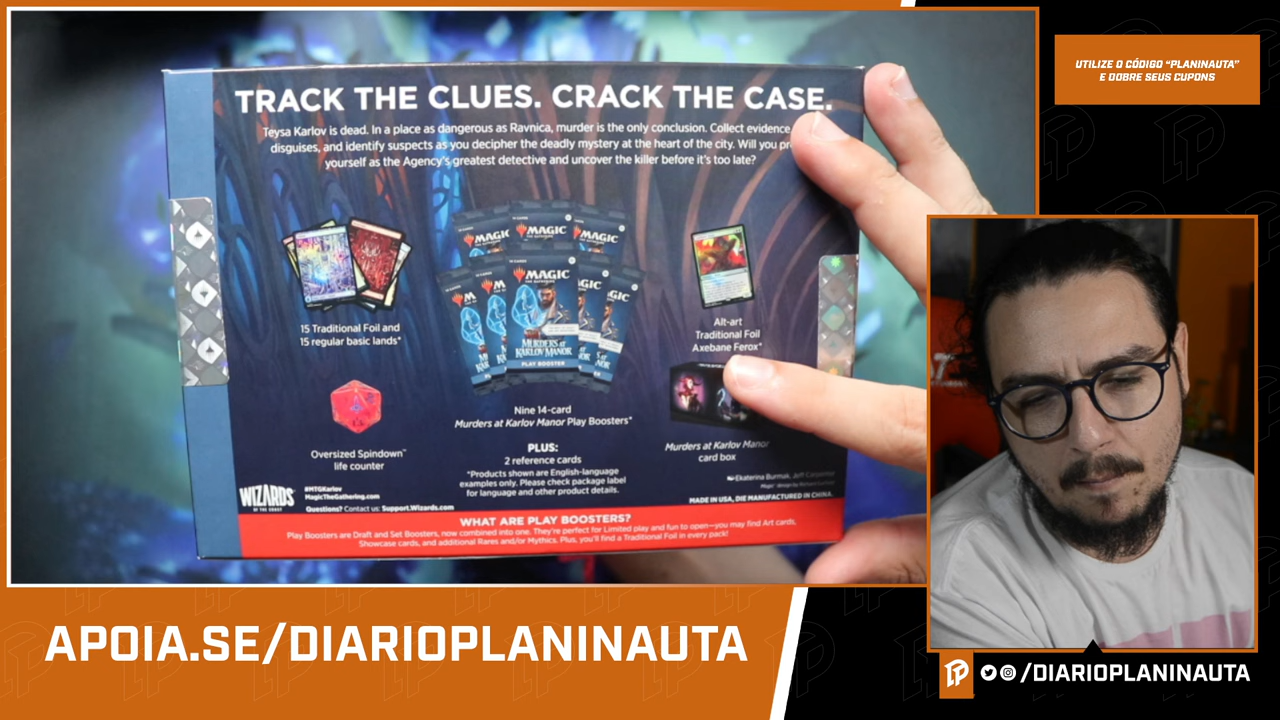 TRACK THE CLUES. CRACK THE CASE.
Teysa Karlov is dead. In a place as dangerous as Ravnica, murder is the only conclusion. Collect evidence,
disguises, and identify suspects as you decipher the deadly mystery at the heart of the city. Will you
yourself as the Agency's greatest detective and uncover the killer before it's too late?
15 Traditional Foil and
15 regular basic lands*
MAGIC
MURDERS AT
KARLOV MANOR
PLAY BOOSTER
Alt-art
Traditional Foil
Axebane Ferox*
Oversized Spindown™
life counter
Nine 14-card
Murders at Karlov Manor Play Boosters*
PLUS:
2 reference cards
*Products shown are English-language
examples only. Please check package label
for language and other product details.
Murders at Karlov Manor
card box
Ekaterina Burmak, Jeff Carpenter
MADE IN USA, DIE MANUFACTURED IN CHINA.
WIZARDS
OF THE COAST
#MTGKarlov
MagicTheGathering.com
Questions? Contact us: Support.Wizards.com
WHAT ARE PLAY BOOSTERS?
Play Boosters are Draft and Set Boosters, now combined into one. They're perfect for Limited play and fun to open—you may find Art cards,
Showcase cards, and additional Rares and/or Mythics. Plus, you'll find a Traditional Foil in every pack!
UTILIZE O CÓDIGO "PLANINAUTA"
E DOBRE SEUS CUPONS
APOIA.SE/DIARIOPLANINAUTA
/DIARIOPLANINAUTA